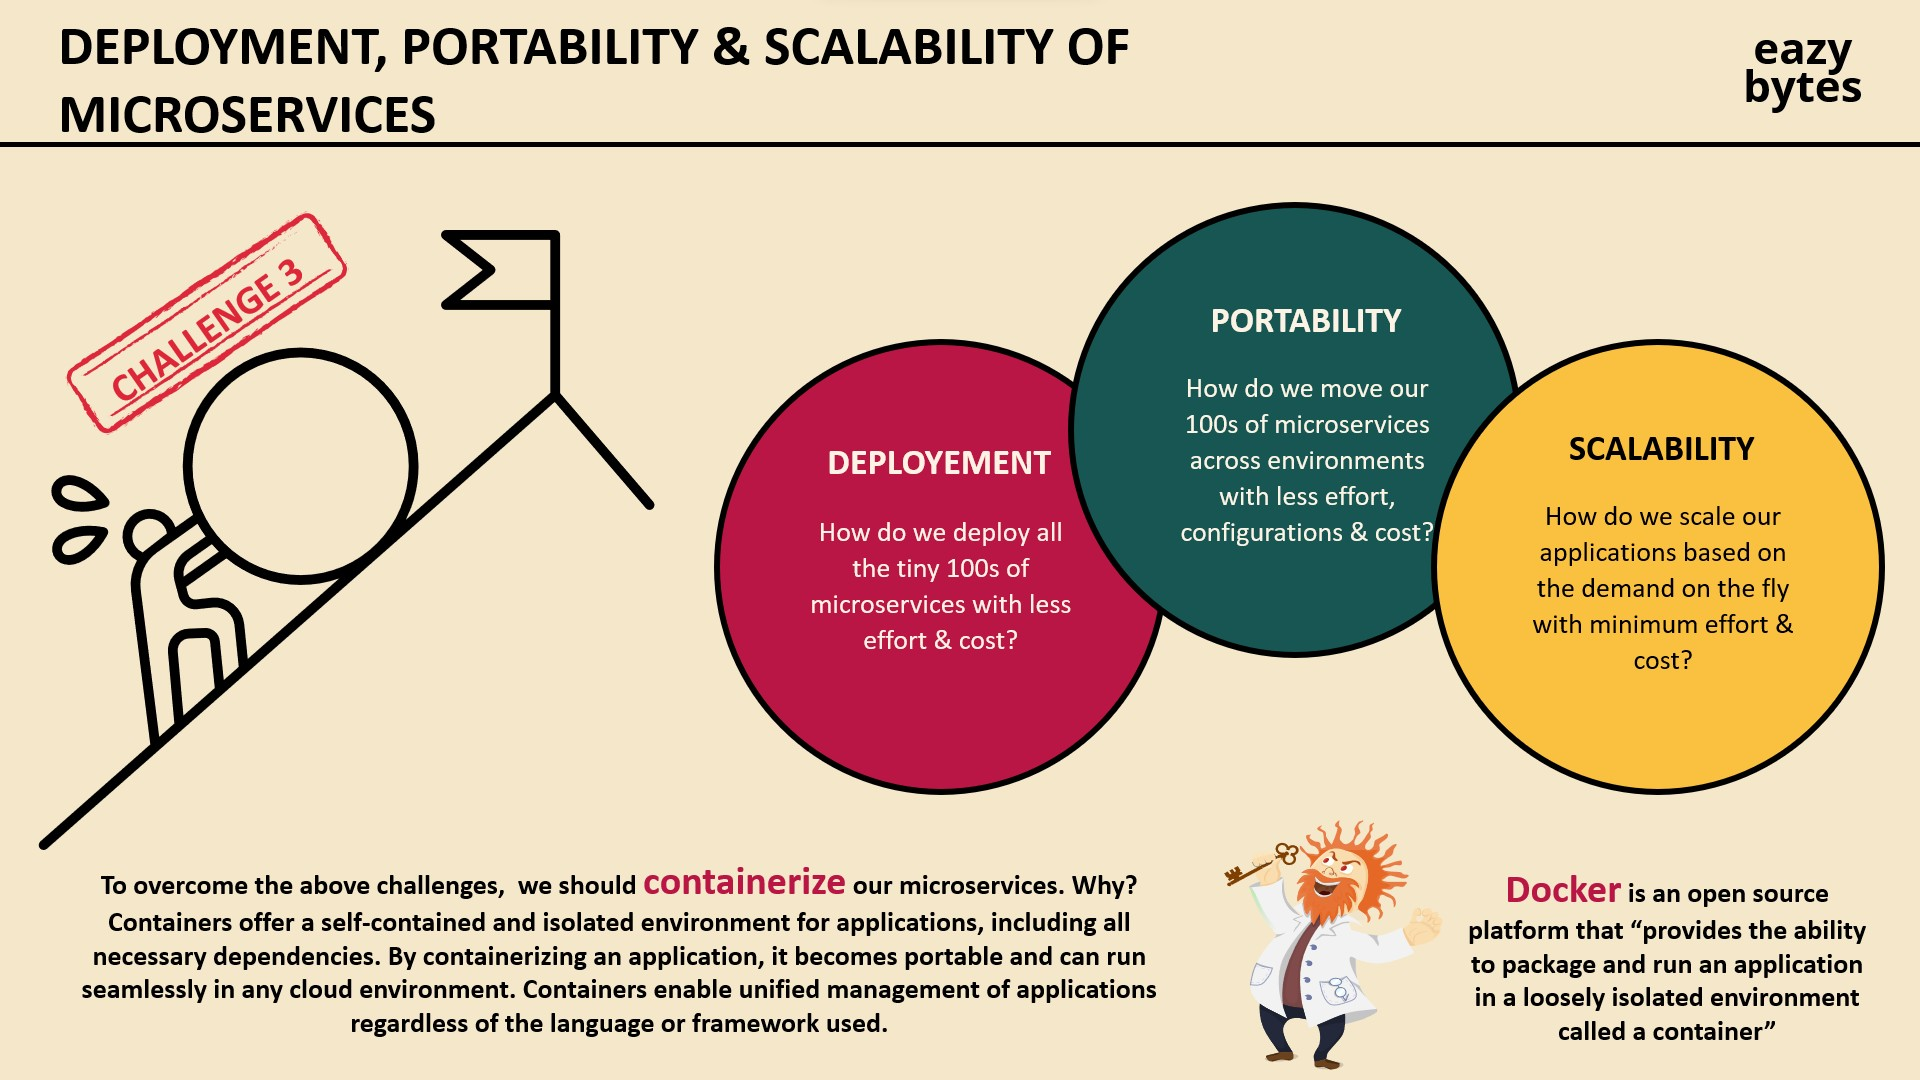 DEPLOYMENT, PORTABILITY & SCALABILITY OF
MICROSERVICES
eazy
bytes
CHALLENGE 3
DEPLOYEMENT
How do we deploy all
the tiny 100s of
microservices with less
effort & cost?
PORTABILITY
How do we move our
100s of microservices
across environments
with less effort,
configurations & cost?
SCALABILITY
How do we scale our
applications based on
the demand on the fly
with minimum effort &
cost?
To overcome the above challenges,  we should containerize our microservices. Why?
Containers offer a self-contained and isolated environment for applications, including all
necessary dependencies. By containerizing an application, it becomes portable and can run
seamlessly in any cloud environment. Containers enable unified management of applications
regardless of the language or framework used.
Docker is an open source
platform that “provides the ability
to package and run an application
in a loosely isolated environment
called a container”